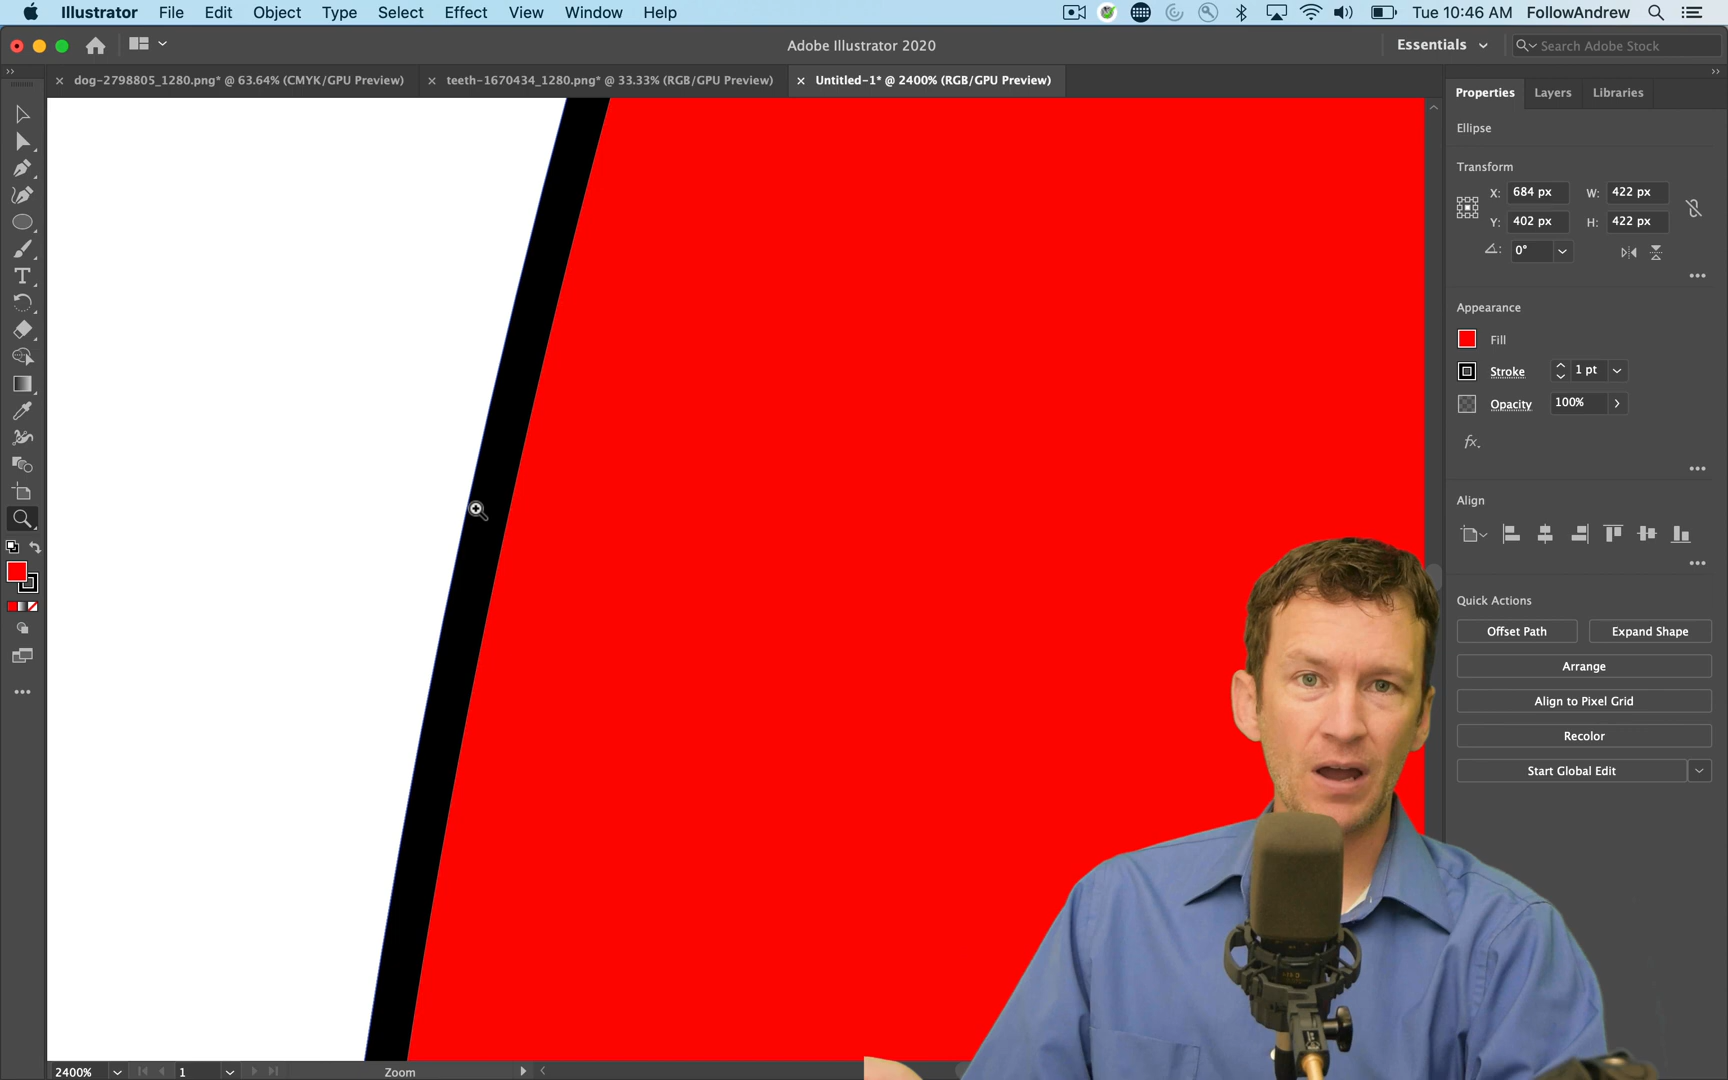 Illustrator File Edit Object Type Select Effect View Window Help Tue 10:46 AM FollowAndrew
Adobe Illustrator 2020 Essentials Search Adobe Stock
dog-2798805_1280.png* @ 63.64% (CMYK/GPU Preview) teeth-1670434_1280.png* @ 33.33% (RGB/GPU Preview) Untitled-1* @ 2400% (RGB/GPU Preview)
Properties Layers Libraries
Ellipse
Transform
X: 684 px W: 422 px
Y: 402 px H: 422 px
0°
Appearance
Fill
Stroke 1 pt
Opacity 100%
fx.
Align
Quick Actions
Offset Path Expand Shape
Arrange
Align to Pixel Grid
Recolor
Start Global Edit
2400% 1 Zoom